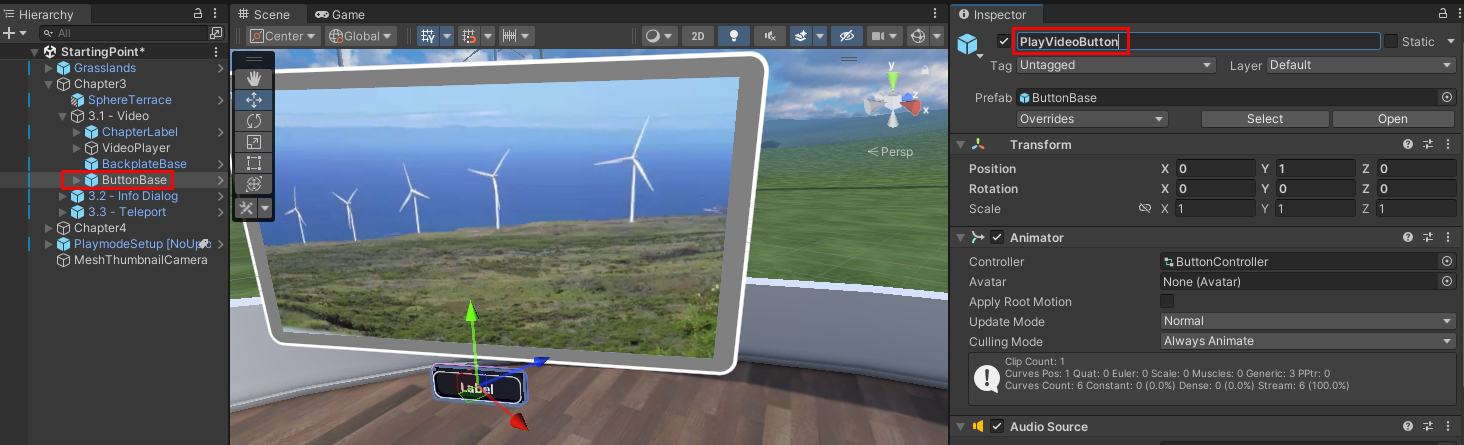 Hierarchy
All
StartingPoint*
Grasslands
Chapter3
SphereTerrace
3.1 - Video
ChapterLabel
VideoPlayer
BackplateBase
ButtonBase
3.2 - Info Dialog
3.3 - Teleport
Chapter4
PlaymodeSetup [NoUplo
MeshThumbnailCamera
Scene
Game
Center
Global
2D
y
z
x
Persp
Label
Inspector
PlayVideoButton
Static
Tag Untagged Layer Default
Prefab ButtonBase
Overrides Select Open
Transform
Position X 0 Y 1 Z 0
Rotation X 0 Y 0 Z 0
Scale X 1 Y 1 Z 1
Animator
Controller ButtonController
Avatar None (Avatar)
Apply Root Motion
Update Mode Normal
Culling Mode Always Animate
Clip Count: 1
Curves Pos: 1 Quat: 0 Euler: 0 Scale: 0 Muscles: 0 Generic: 3 PPtr: 0
Curves Count: 6 Constant: 0 (0.0%) Dense: 0 (0.0%) Stream: 6 (100.0%)
Audio Source